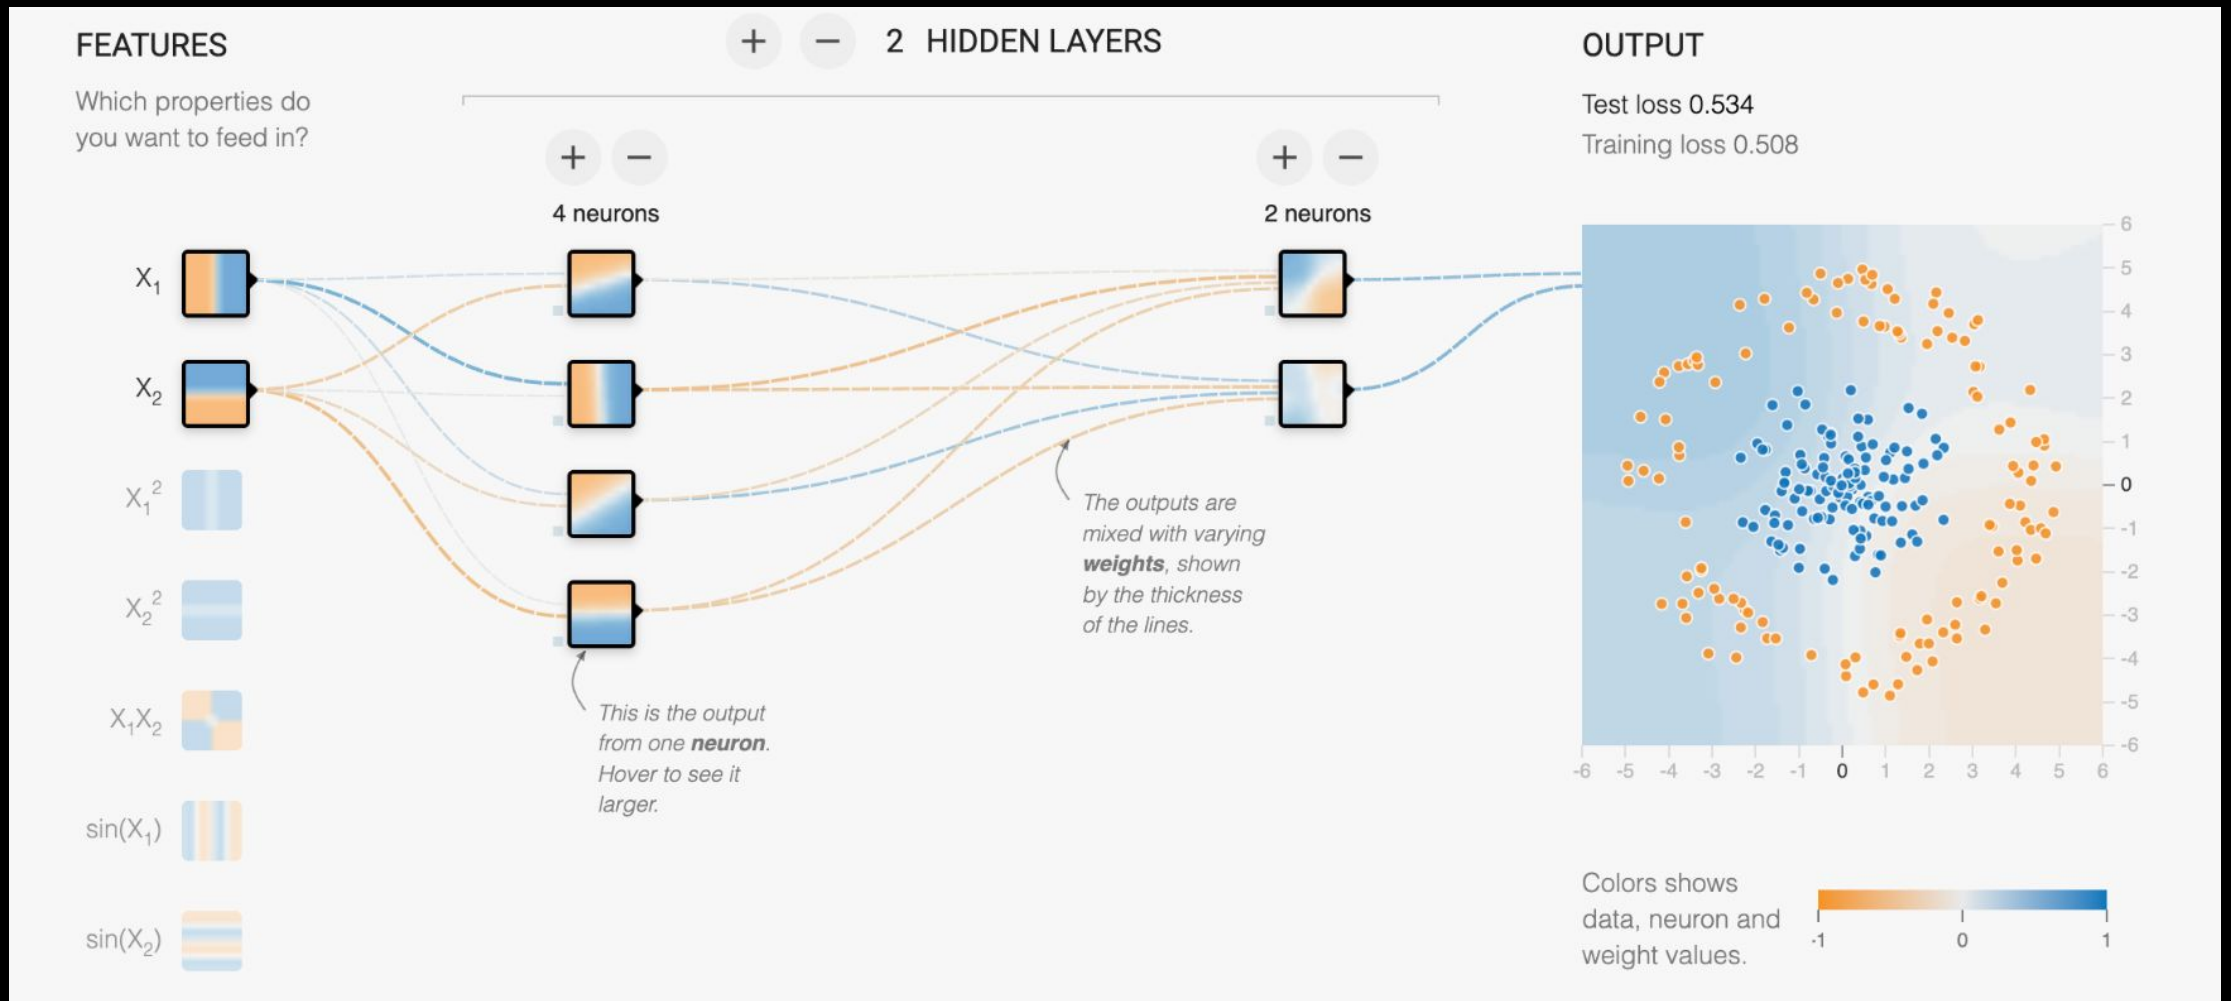 FEATURES
Which properties do
you want to feed in?
X₁
X₂
X₁²
X₂²
X₁X₂
sin(X₁)
sin(X₂)
+ − 2 HIDDEN LAYERS
+ −
4 neurons
+ −
2 neurons
This is the output
from one neuron.
Hover to see it
larger.
The outputs are
mixed with varying
weights, shown
by the thickness
of the lines.
OUTPUT
Test loss 0.534
Training loss 0.508
6
5
4
3
2
1
0
-1
-2
-3
-4
-5
-6
-6 -5 -4 -3 -2 -1 0 1 2 3 4 5 6
Colors shows
data, neuron and
weight values.
-1 0 1